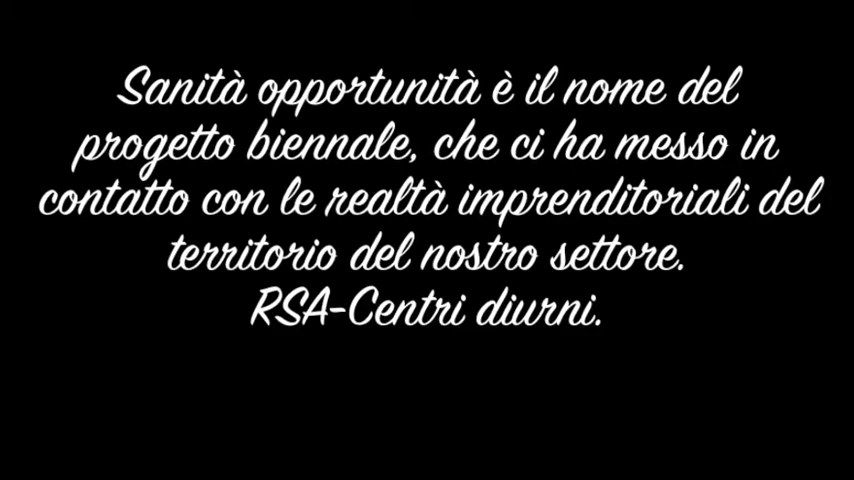 Sanità opportunità è il nome del
progetto biennale, che ci ha messo in
contatto con le realtà imprenditoriali del
territorio del nostro settore.
RSA-Centri diurni.